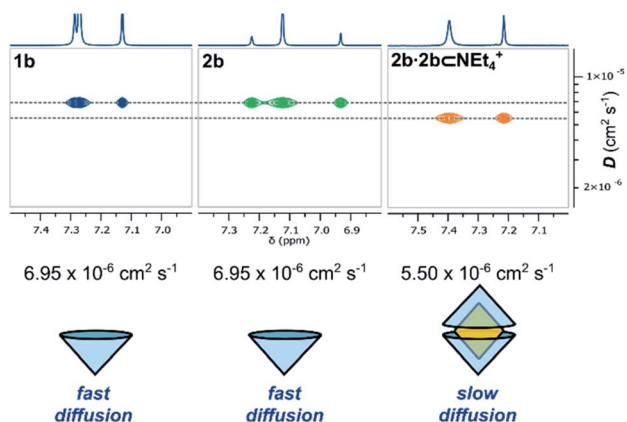 1b
2b
2b·2b⊂NEt₄⁺
1×10⁻⁵
D (cm² s⁻¹)
2×10⁻⁶
7.4 7.3 7.2 7.1 7.0
7.3 7.2 7.1 7.0 6.9
7.5 7.4 7.3 7.2 7.1
δ (ppm)
6.95 x 10⁻⁶ cm² s⁻¹
6.95 x 10⁻⁶ cm² s⁻¹
5.50 x 10⁻⁶ cm² s⁻¹
fast
diffusion
fast
diffusion
slow
diffusion